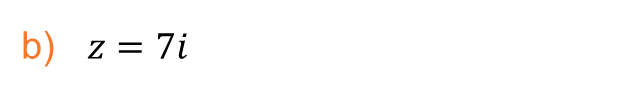 b) z = 7i